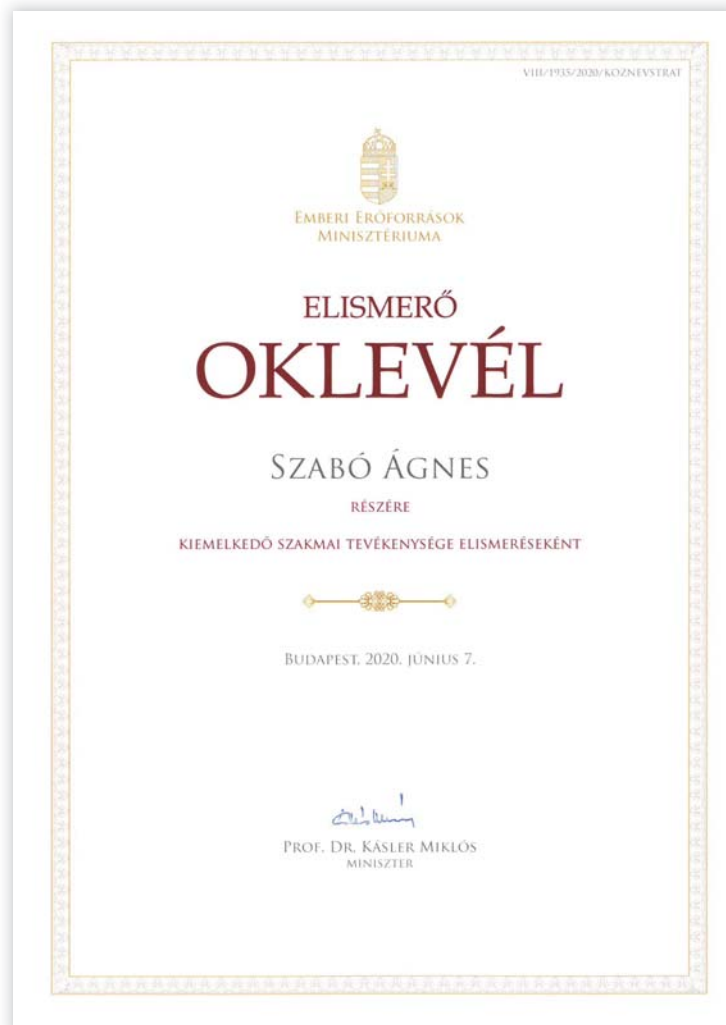 VIII/1935/2020/KOZNEVSTRAT
EMBERI ERŐFORRÁSOK
MINISZTÉRIUMA
ELISMERŐ
OKLEVÉL
SZABÓ ÁGNES
RÉSZÉRE
KIEMELKEDŐ SZAKMAI TEVÉKENYSÉGE ELISMERÉSEKÉNT
BUDAPEST, 2020. JÚNIUS 7.
PROF. DR. KÁSLER MIKLÓS
MINISZTER